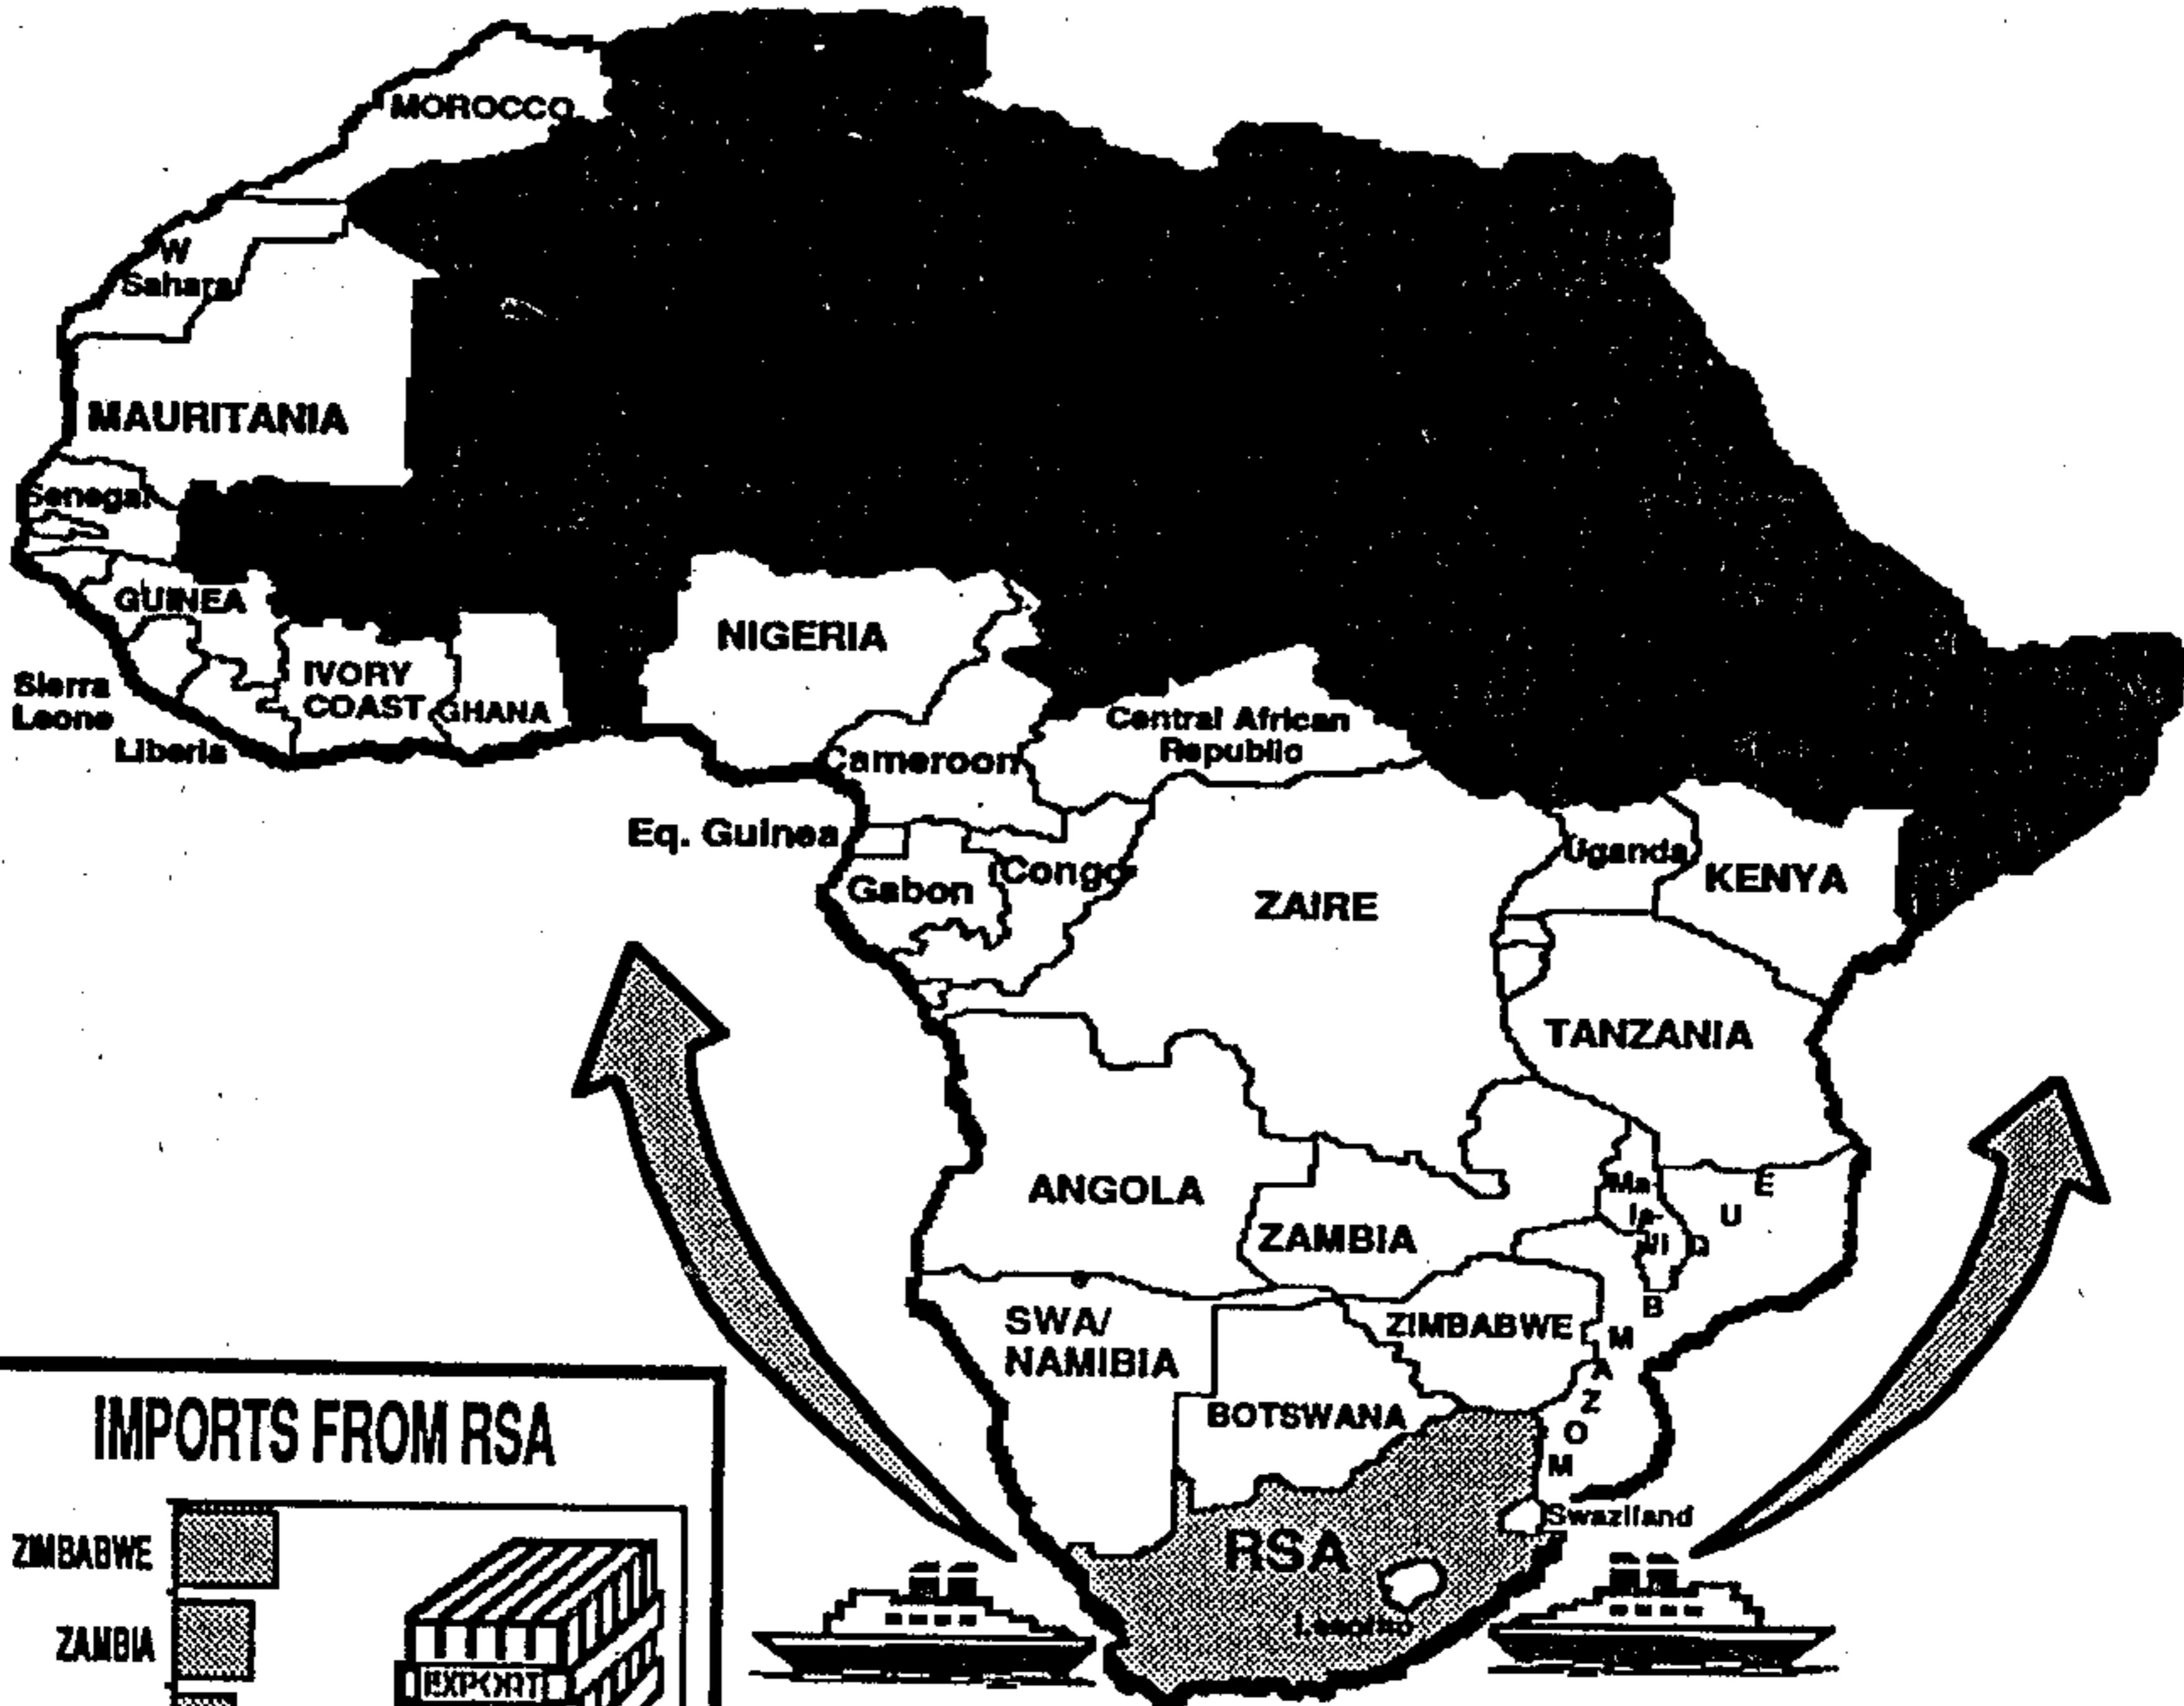 MOROCCO
W
Sahara
MAURITANIA
Senegal
GUINEA
Sierra
Leone
Liberia
IVORY
COAST
GHANA
NIGERIA
Cameroon
Central African
Republic
Eq. Guinea
Gabon
Congo
ZAIRE
Uganda
KENYA
TANZANIA
ANGOLA
ZAMBIA
Ma
la
wi
M O Z A M B I Q U E
SWA/
NAMIBIA
ZIMBABWE
BOTSWANA
Swaziland
RSA
Lesotho
IMPORTS FROM RSA
ZIMBABWE
ZAMBIA
EXPORT